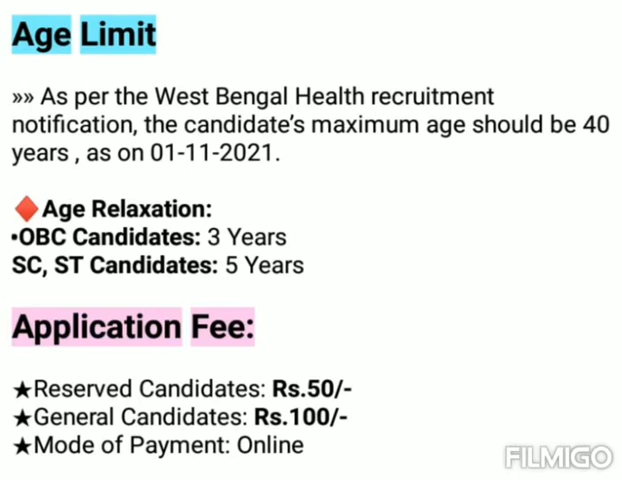 Age Limit
»» As per the West Bengal Health recruitment
notification, the candidate's maximum age should be 40
years , as on 01-11-2021.
♦Age Relaxation:
•OBC Candidates: 3 Years
SC, ST Candidates: 5 Years
Application Fee:
★Reserved Candidates: Rs.50/-
★General Candidates: Rs.100/-
★Mode of Payment: Online
FILMIGO